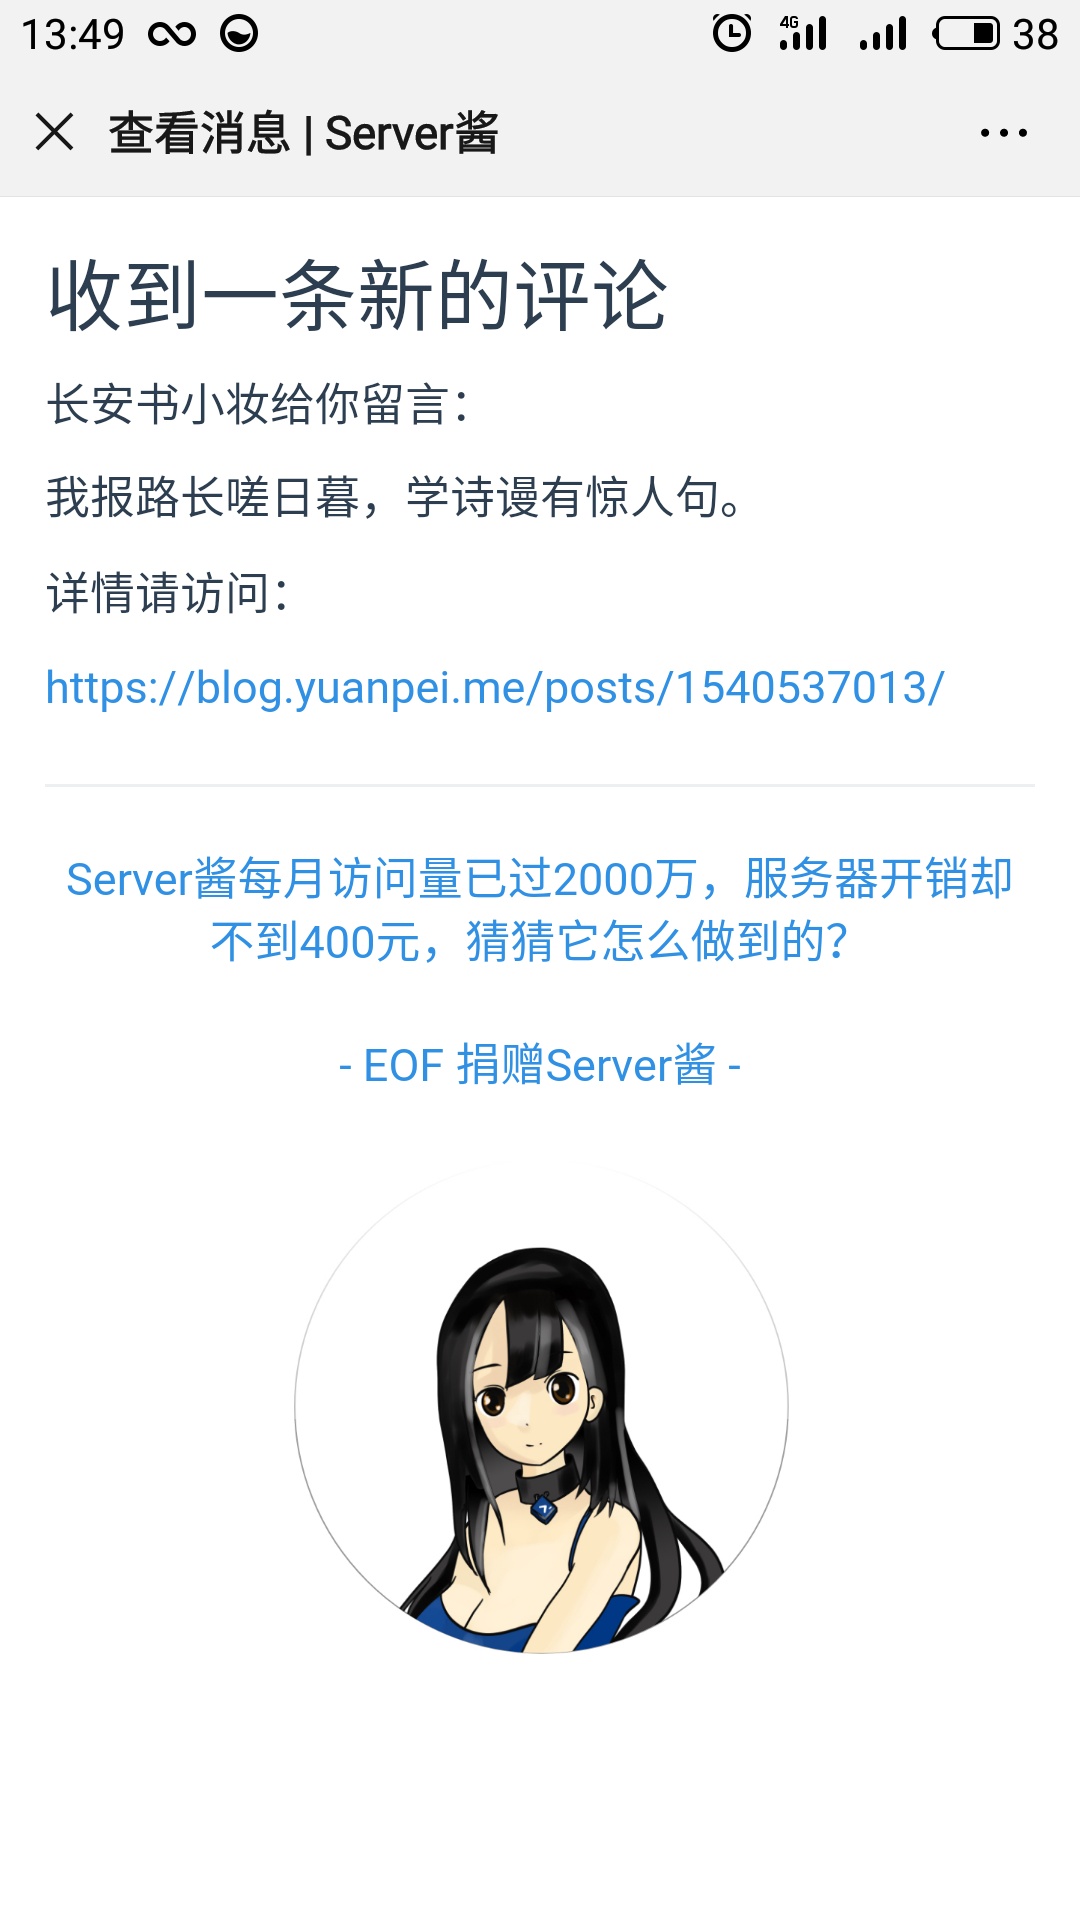 13:49
4G
38
查看消息 | Server酱
收到一条新的评论
长安书小妆给你留言：
我报路长嗟日暮，学诗谩有惊人句。
详情请访问：
https://blog.yuanpei.me/posts/1540537013/
Server酱每月访问量已过2000万，服务器开销却
不到400元，猜猜它怎么做到的？
- EOF 捐赠Server酱 -